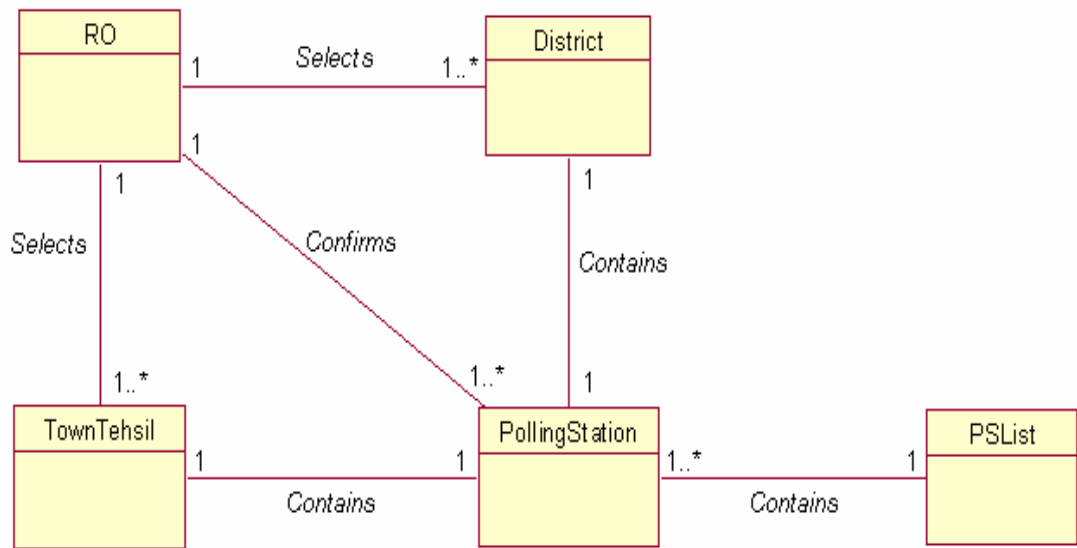 RO
District
1
Selects
1..*
1
1
1
Selects
Confirms
Contains
1..*
1..*
1
TownTehsil
PollingStation
PSList
1
1
1..*
1
Contains
Contains